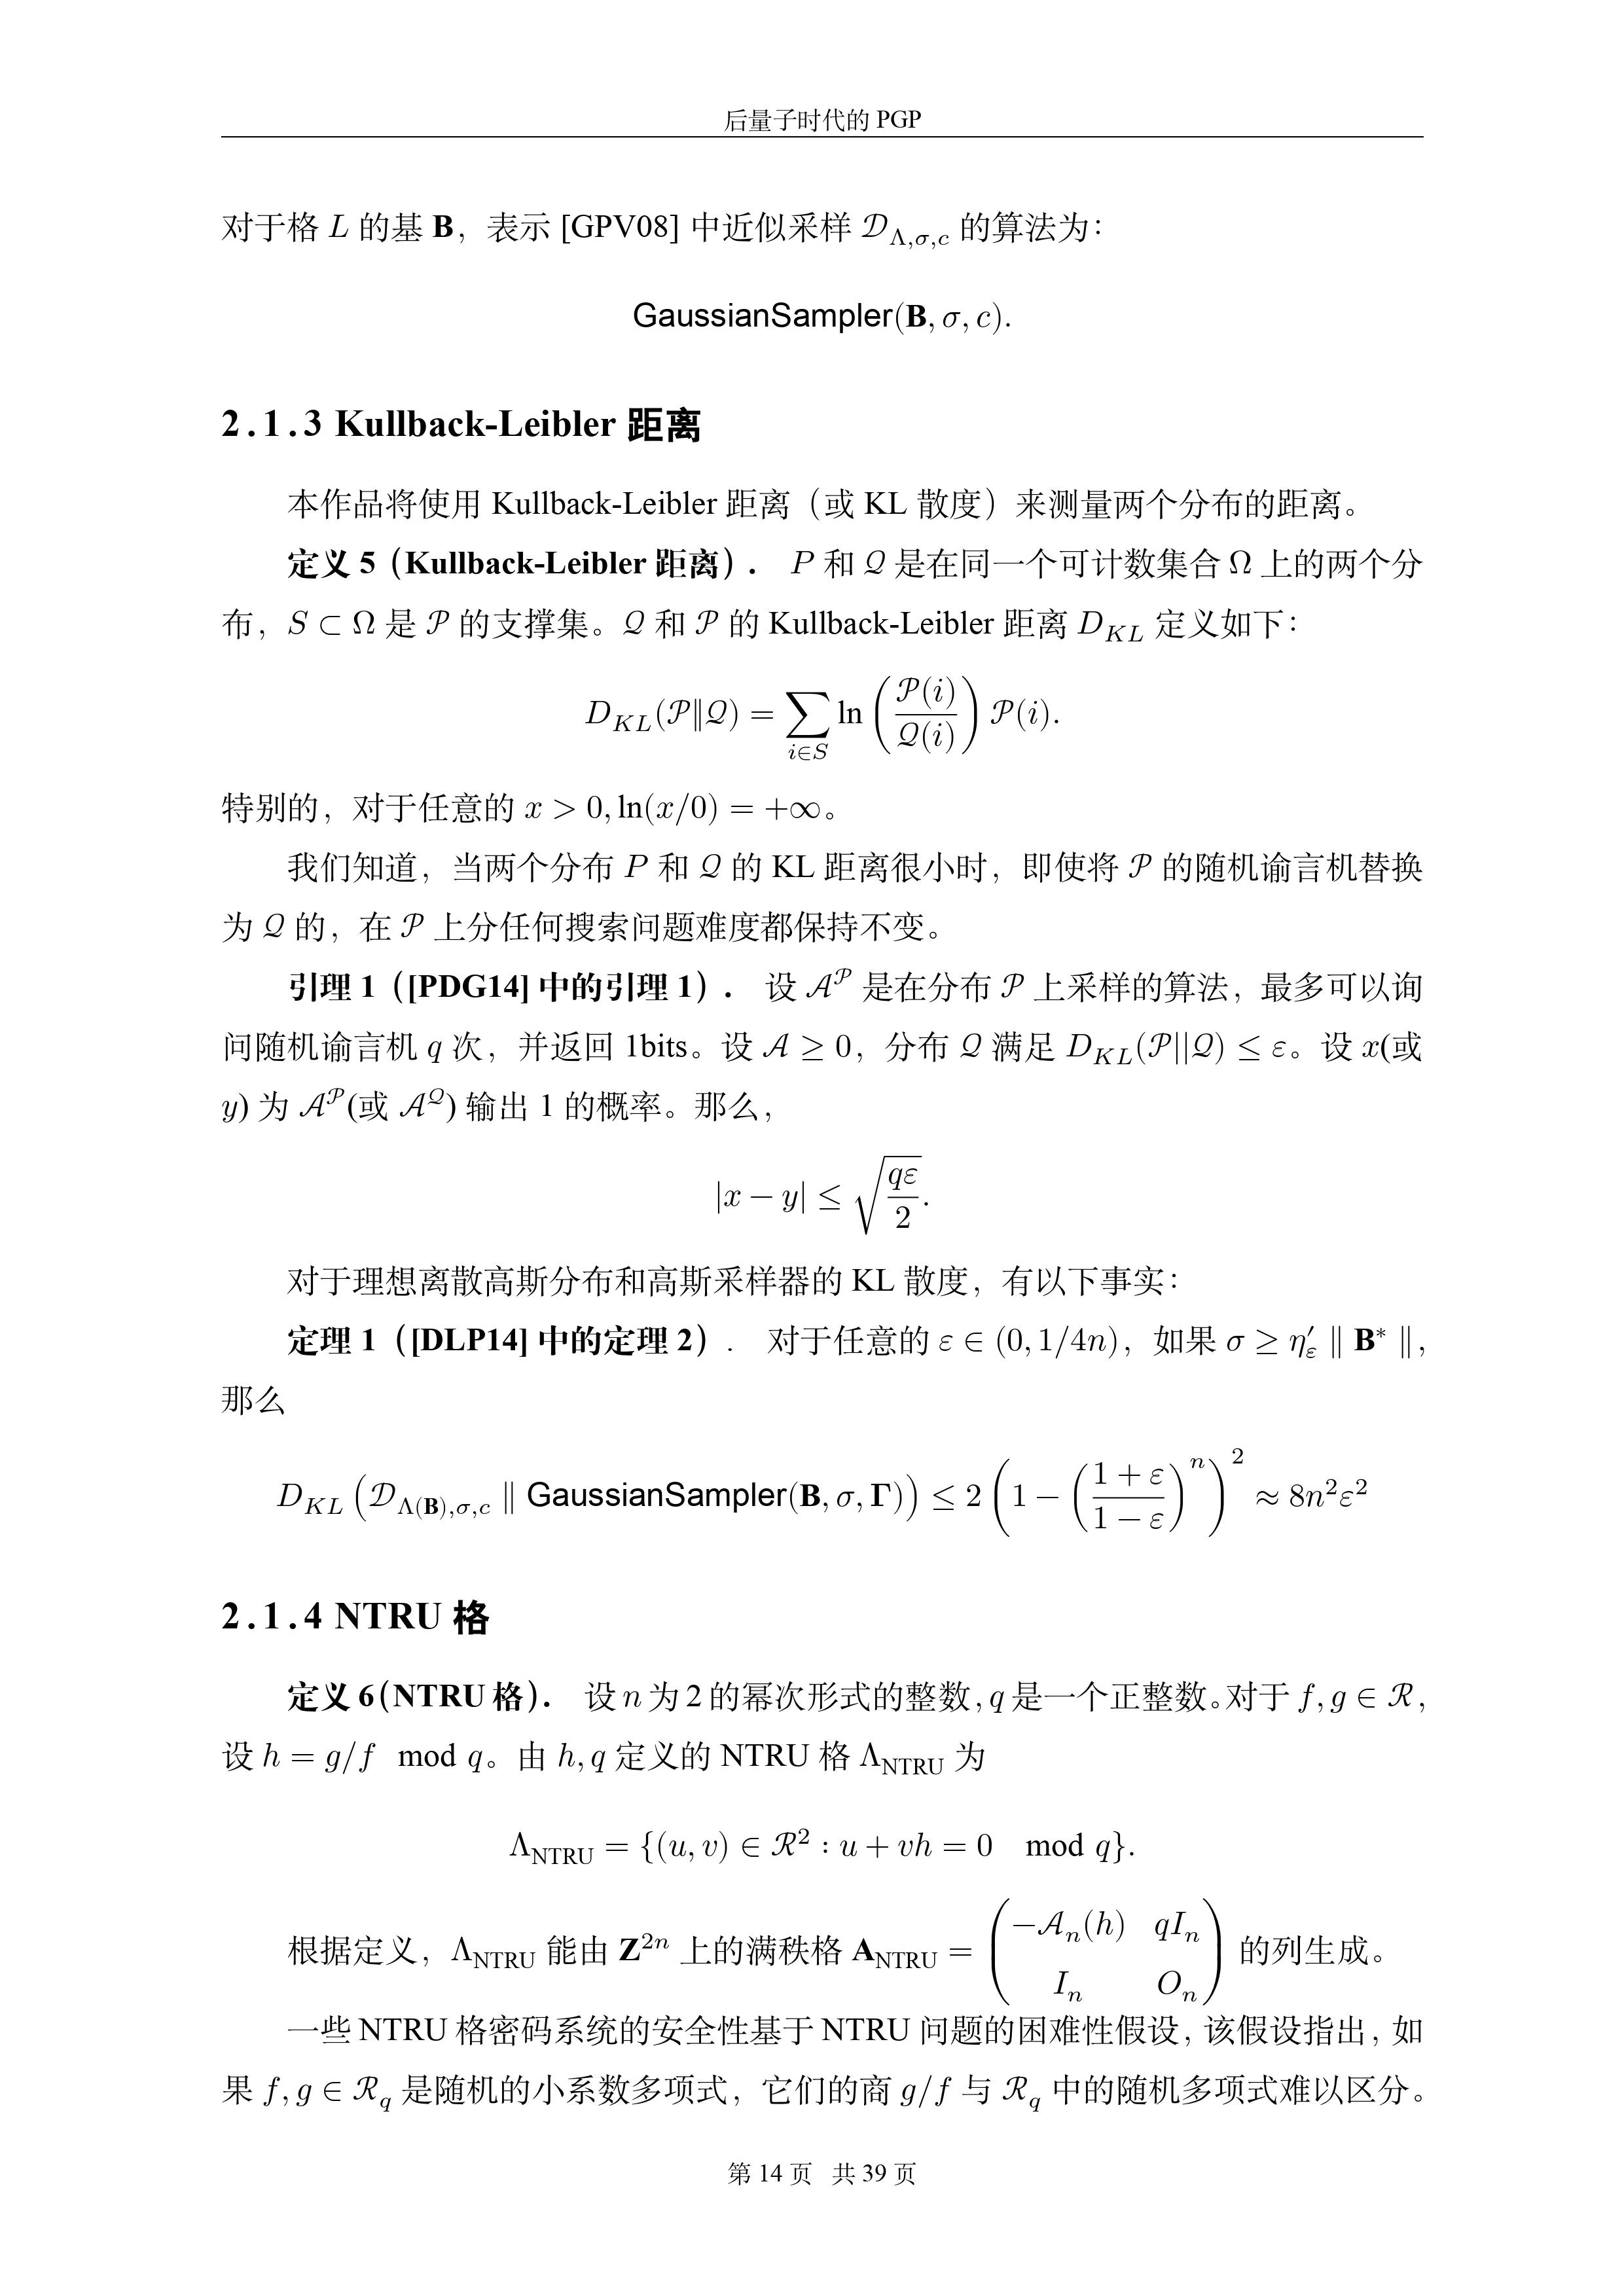 后量子时代的 PGP
对于格 $L$ 的基 $\mathbf{B}$，表示 [GPV08] 中近似采样 $\mathcal{D}_{\Lambda,\sigma,c}$ 的算法为：
$\mathsf{GaussianSampler}(\mathbf{B}, \sigma, c).$
2.1.3 Kullback-Leibler 距离
本作品将使用 Kullback-Leibler 距离（或 KL 散度）来测量两个分布的距离。
定义 5（Kullback-Leibler 距离）. $P$ 和 $\mathcal{Q}$ 是在同一个可计数集合 $\Omega$ 上的两个分
布，$S \subset \Omega$ 是 $\mathcal{P}$ 的支撑集。$\mathcal{Q}$ 和 $\mathcal{P}$ 的 Kullback-Leibler 距离 $D_{KL}$ 定义如下：
$D_{KL}(\mathcal{P} \| \mathcal{Q}) = \sum_{i \in S} \ln \left( \frac{\mathcal{P}(i)}{\mathcal{Q}(i)} \right) \mathcal{P}(i).$
特别的，对于任意的 $x > 0, \ln(x/0) = +\infty$。
我们知道，当两个分布 $P$ 和 $\mathcal{Q}$ 的 KL 距离很小时，即使将 $\mathcal{P}$ 的随机谕言机替换
为 $\mathcal{Q}$ 的，在 $\mathcal{P}$ 上分任何搜索问题难度都保持不变。
引理 1（[PDG14] 中的引理 1）. 设 $\mathcal{A}^{\mathcal{P}}$ 是在分布 $\mathcal{P}$ 上采样的算法，最多可以询
问随机谕言机 $q$ 次，并返回 1bits。设 $\mathcal{A} \geq 0$，分布 $\mathcal{Q}$ 满足 $D_{KL}(\mathcal{P}||\mathcal{Q}) \leq \varepsilon$。设 $x$(或
$y$) 为 $\mathcal{A}^{\mathcal{P}}$(或 $\mathcal{A}^{\mathcal{Q}}$) 输出 1 的概率。那么，
$|x - y| \leq \sqrt{\frac{q\varepsilon}{2}}.$
对于理想离散高斯分布和高斯采样器的 KL 散度，有以下事实：
定理 1（[DLP14] 中的定理 2）. 对于任意的 $\varepsilon \in (0, 1/4n)$，如果 $\sigma \geq \eta'_{\varepsilon} \parallel \mathbf{B}^* \parallel$,
那么
$D_{KL} \left( \mathcal{D}_{\Lambda(\mathbf{B}),\sigma,c} \parallel \mathsf{GaussianSampler}(\mathbf{B}, \sigma, \mathbf{\Gamma}) \right) \leq 2 \left( 1 - \left( \frac{1+\varepsilon}{1-\varepsilon} \right)^n \right)^2 \approx 8n^2\varepsilon^2$
2.1.4 NTRU 格
定义 6（NTRU 格）. 设 $n$ 为 2 的幂次形式的整数，$q$ 是一个正整数。对于 $f, g \in \mathcal{R}$，
设 $h = g/f \mod q$。由 $h, q$ 定义的 NTRU 格 $\Lambda_{\text{NTRU}}$ 为
$\Lambda_{\text{NTRU}} = \{(u, v) \in \mathcal{R}^2 : u + vh = 0 \mod q\}.$
根据定义，$\Lambda_{\text{NTRU}}$ 能由 $\mathbf{Z}^{2n}$ 上的满秩格 $\mathbf{A}_{\text{NTRU}} = \begin{pmatrix} -\mathcal{A}_n(h) & qI_n \\ I_n & O_n \end{pmatrix}$ 的列生成。
一些 NTRU 格密码系统的安全性基于 NTRU 问题的困难性假设，该假设指出，如
果 $f, g \in \mathcal{R}_q$ 是随机的小系数多项式，它们的商 $g/f$ 与 $\mathcal{R}_q$ 中的随机多项式难以区分。
第 14 页 共 39 页